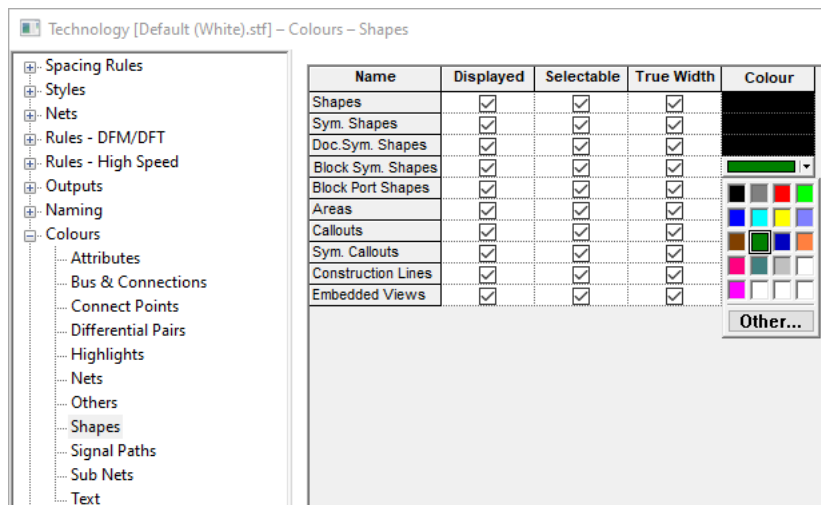 Technology [Default (White).stf] – Colours – Shapes
Spacing Rules
Styles
Nets
Rules - DFM/DFT
Rules - High Speed
Outputs
Naming
Colours
Attributes
Bus & Connections
Connect Points
Differential Pairs
Highlights
Nets
Others
Shapes
Signal Paths
Sub Nets
Text
Name Displayed Selectable True Width Colour
Shapes
Sym. Shapes
Doc.Sym. Shapes
Block Sym. Shapes
Block Port Shapes
Areas
Callouts
Sym. Callouts
Construction Lines
Embedded Views
Other...